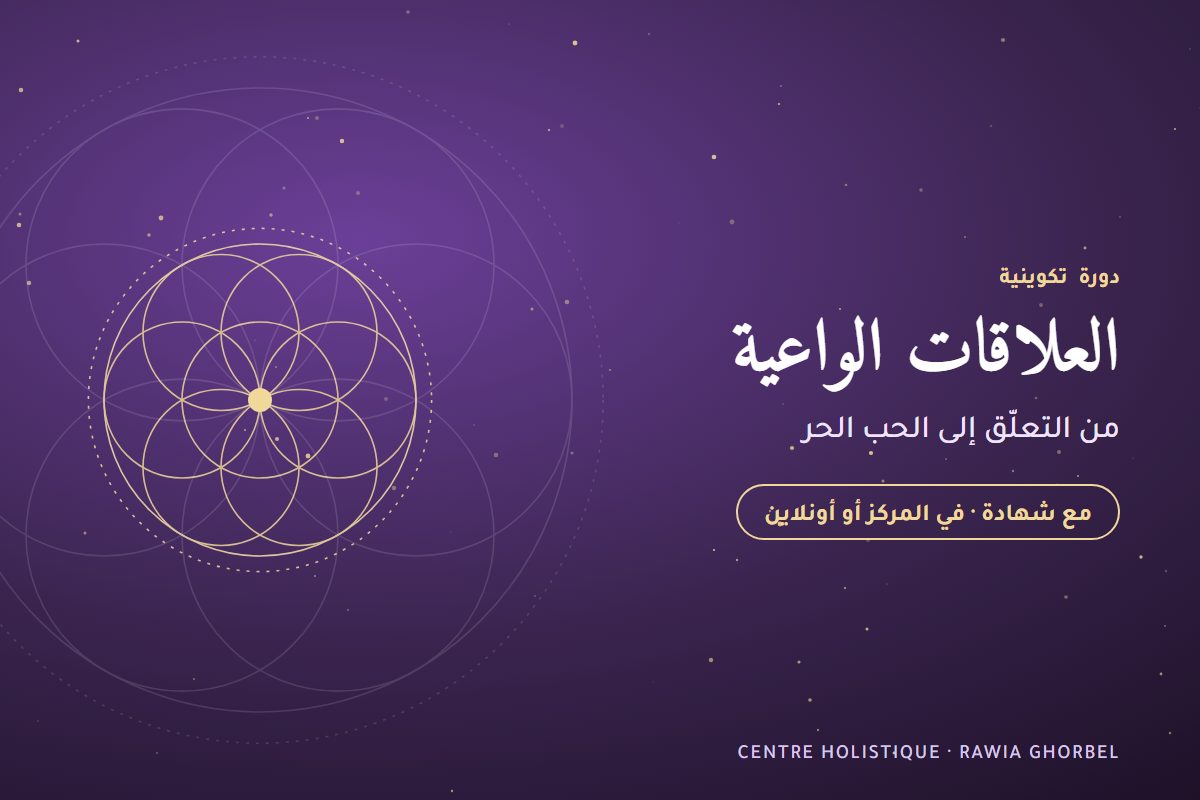 دورة تكوينية
العلاقات الواعية
من التعلّق إلى الحب الحر
مع شهادة · في المركز أو أونلاين
CENTRE HOLISTIQUE · RAWIA GHORBEL